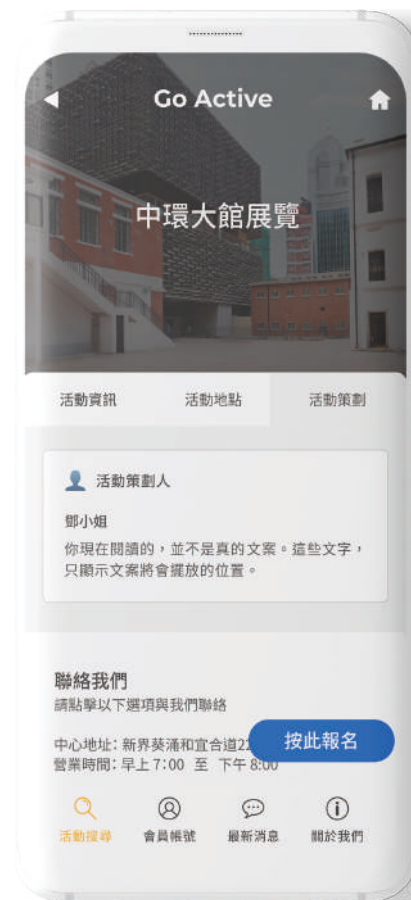 Go Active
中環大館展覽
活動資訊 活動地點 活動策劃
活動策劃人
鄧小姐
你現在閱讀的，並不是真的文案。這些文字，
只顯示文案將會擺放的位置。
聯絡我們
請點擊以下選項與我們聯絡
中心地址：新界葵涌和宜合道
按此報名
營業時間：早上 7:00 至 下午 8:00
活動搜尋 會員帳號 最新消息 關於我們